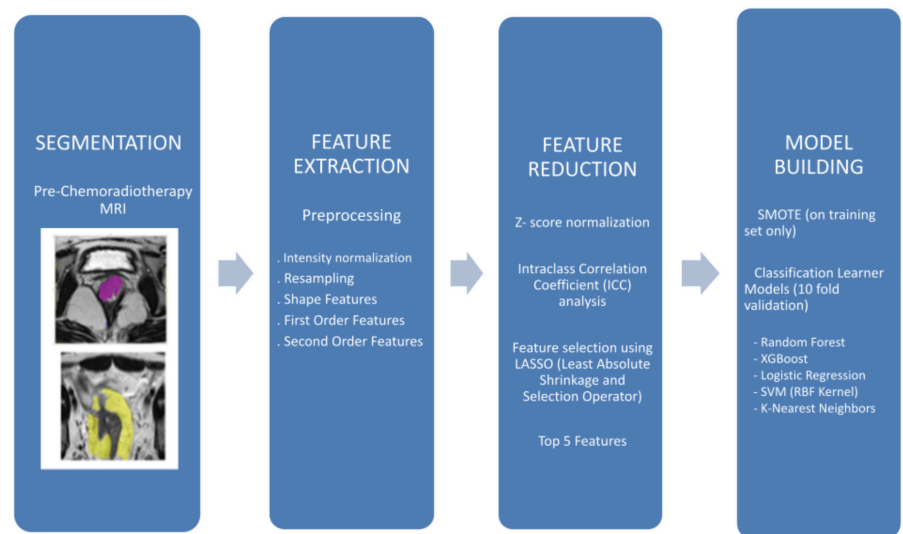 SEGMENTATION
Pre-Chemoradiotherapy
MRI
FEATURE
EXTRACTION
Preprocessing
. Intensity normalization
. Resampling
. Shape Features
. First Order Features
. Second Order Features
FEATURE
REDUCTION
Z- score normalization
Intraclass Correlation
Coefficient (ICC)
analysis
Feature selection using
LASSO (Least Absolute
Shrinkage and
Selection Operator)
Top 5 Features
MODEL
BUILDING
SMOTE (on training
set only)
Classification Learner
Models (10 fold
validation)
- Random Forest
- XGBoost
- Logistic Regression
- SVM (RBF Kernel)
- K-Nearest Neighbors